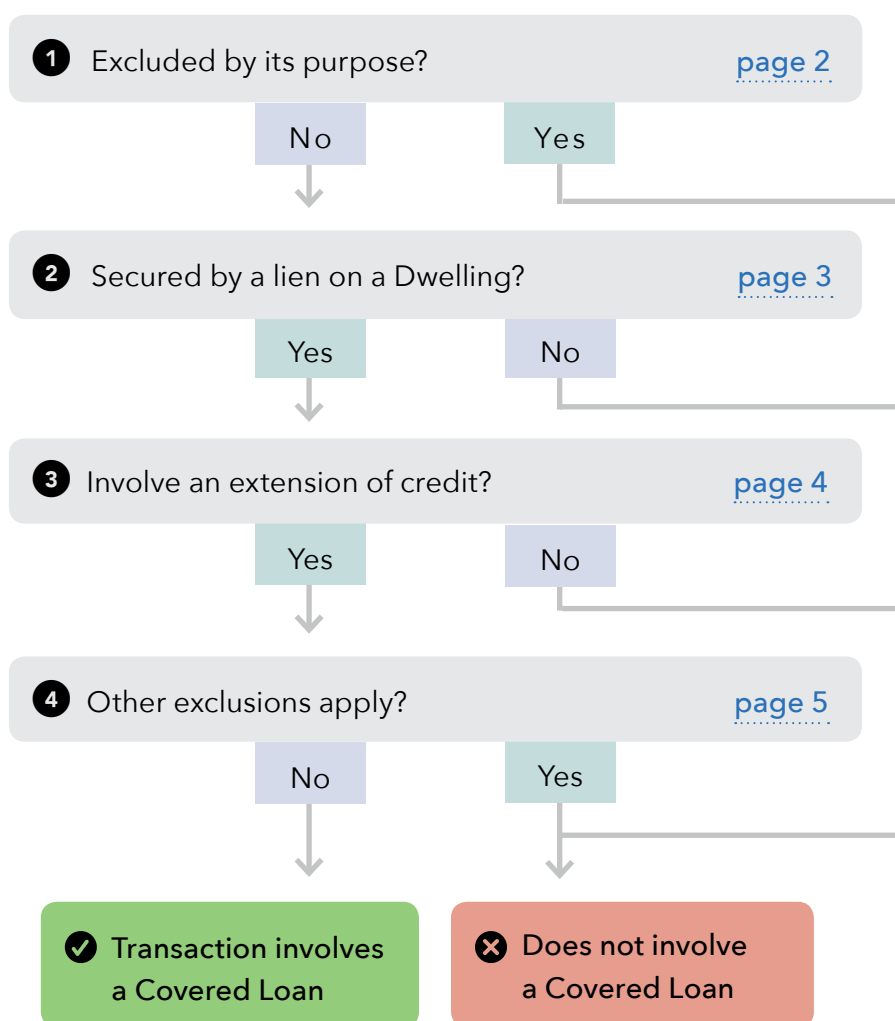 1 Excluded by its purpose? page 2
No Yes
2 Secured by a lien on a Dwelling? page 3
Yes No
3 Involve an extension of credit? page 4
Yes No
4 Other exclusions apply? page 5
No Yes
Transaction involves
a Covered Loan
Does not involve
a Covered Loan